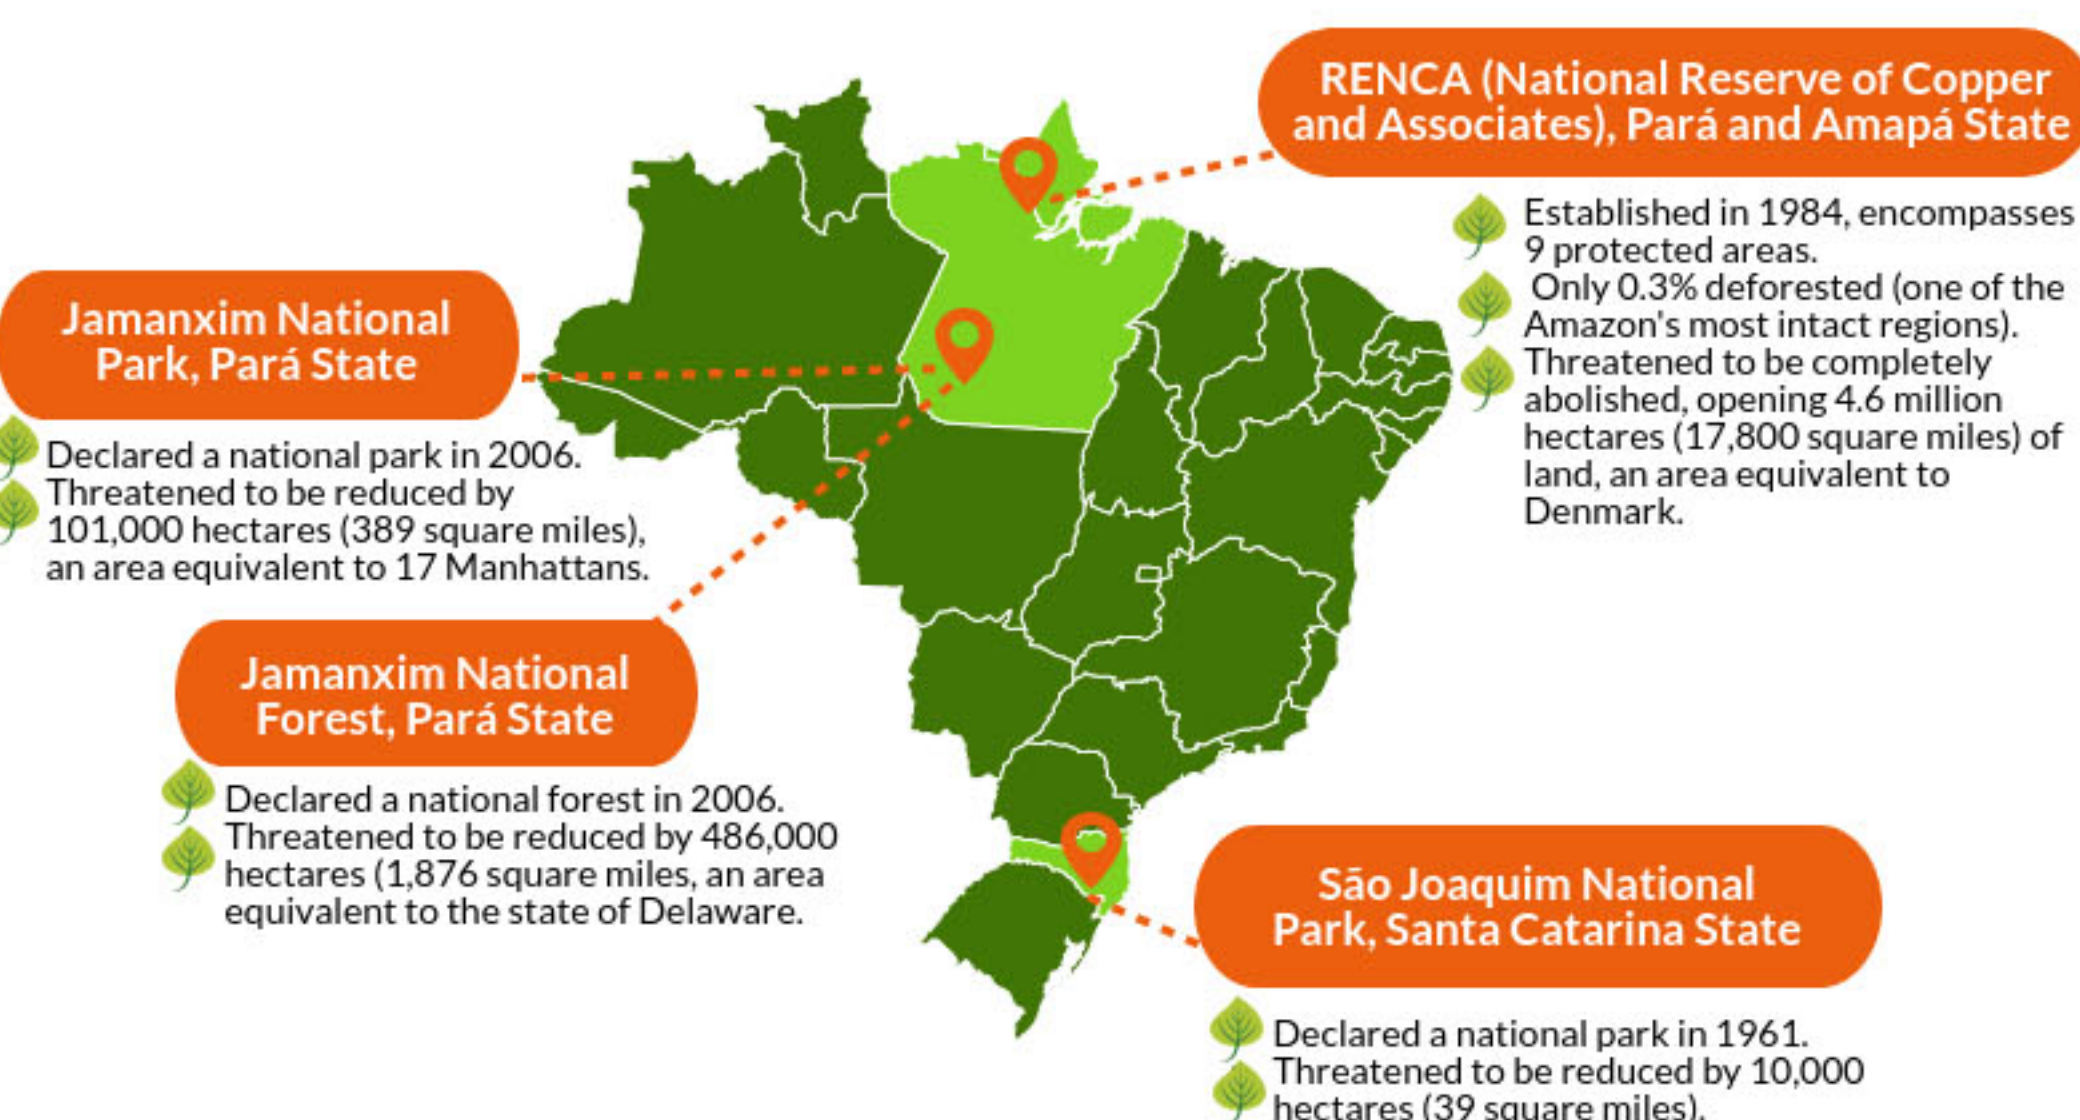 RENCA (National Reserve of Copper
and Associates), Pará and Amapá State
Established in 1984, encompasses
9 protected areas.
Only 0.3% deforested (one of the
Amazon's most intact regions).
Threatened to be completely
abolished, opening 4.6 million
hectares (17,800 square miles) of
land, an area equivalent to
Denmark.
Jamanxim National
Park, Pará State
Declared a national park in 2006.
Threatened to be reduced by
101,000 hectares (389 square miles),
an area equivalent to 17 Manhattans.
Jamanxim National
Forest, Pará State
Declared a national forest in 2006.
Threatened to be reduced by 486,000
hectares (1,876 square miles, an area
equivalent to the state of Delaware.
São Joaquim National
Park, Santa Catarina State
Declared a national park in 1961.
Threatened to be reduced by 10,000
hectares (39 square miles).